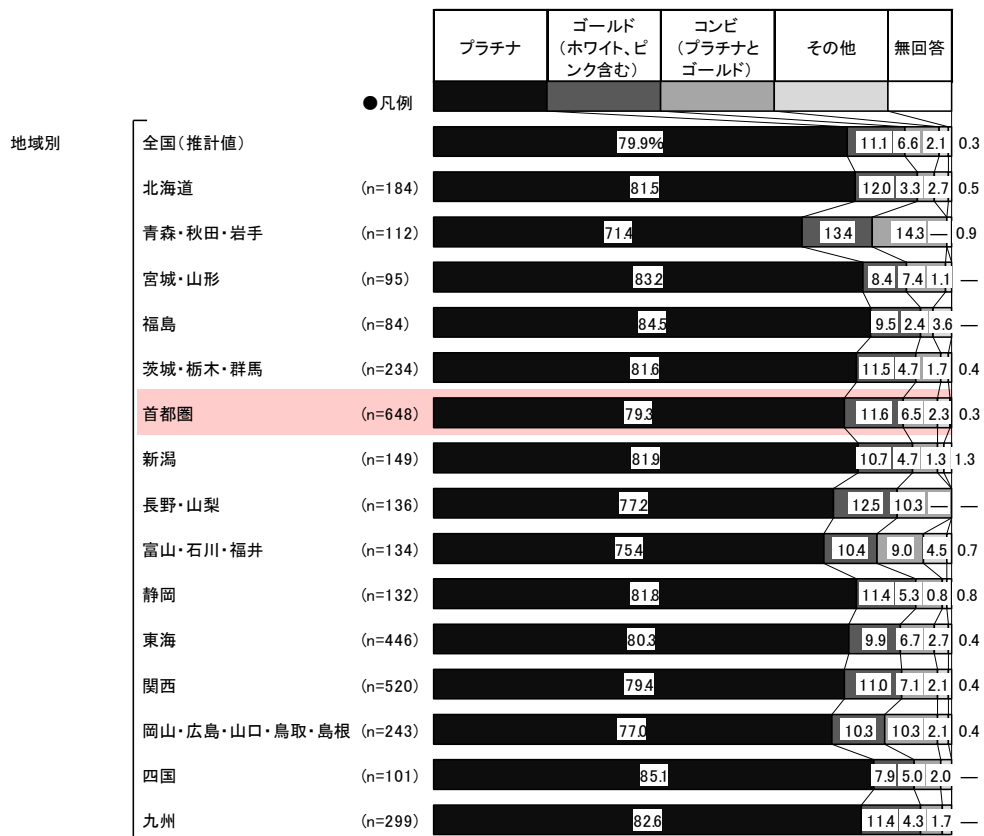 プラチナ
ゴールド
(ホワイト、ピ
ンク含む)
コンビ
(プラチナと
ゴールド)
その他
無回答
●凡例
地域別
全国(推計値) 79.9% 11.1 6.6 2.1 0.3
北海道 (n=184) 81.5 12.0 3.3 2.7 0.5
青森・秋田・岩手 (n=112) 71.4 13.4 14.3 — 0.9
宮城・山形 (n=95) 83.2 8.4 7.4 1.1 —
福島 (n=84) 84.5 9.5 2.4 3.6 —
茨城・栃木・群馬 (n=234) 81.6 11.5 4.7 1.7 0.4
首都圏 (n=648) 79.3 11.6 6.5 2.3 0.3
新潟 (n=149) 81.9 10.7 4.7 1.3 1.3
長野・山梨 (n=136) 77.2 12.5 10.3 — —
富山・石川・福井 (n=134) 75.4 10.4 9.0 4.5 0.7
静岡 (n=132) 81.8 11.4 5.3 0.8 0.8
東海 (n=446) 80.3 9.9 6.7 2.7 0.4
関西 (n=520) 79.4 11.0 7.1 2.1 0.4
岡山・広島・山口・鳥取・島根 (n=243) 77.0 10.3 10.3 2.1 0.4
四国 (n=101) 85.1 7.9 5.0 2.0 —
九州 (n=299) 82.6 11.4 4.3 1.7 —